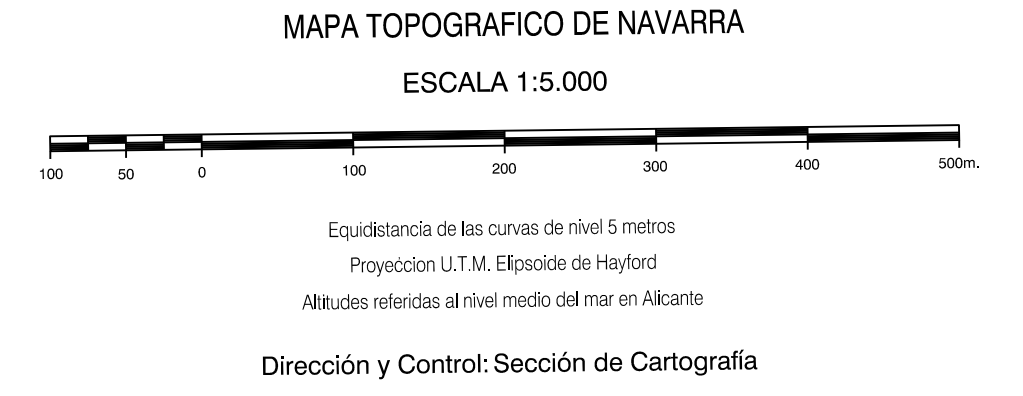 MAPA TOPOGRAFICO DE NAVARRA
ESCALA 1:5.000
100 50 0 100 200 300 400 500m.
Equidistancia de las curvas de nivel 5 metros
Proyeccion U.T.M. Elipsoide de Hayford
Altitudes referidas al nivel medio del mar en Alicante
Dirección y Control: Sección de Cartografía